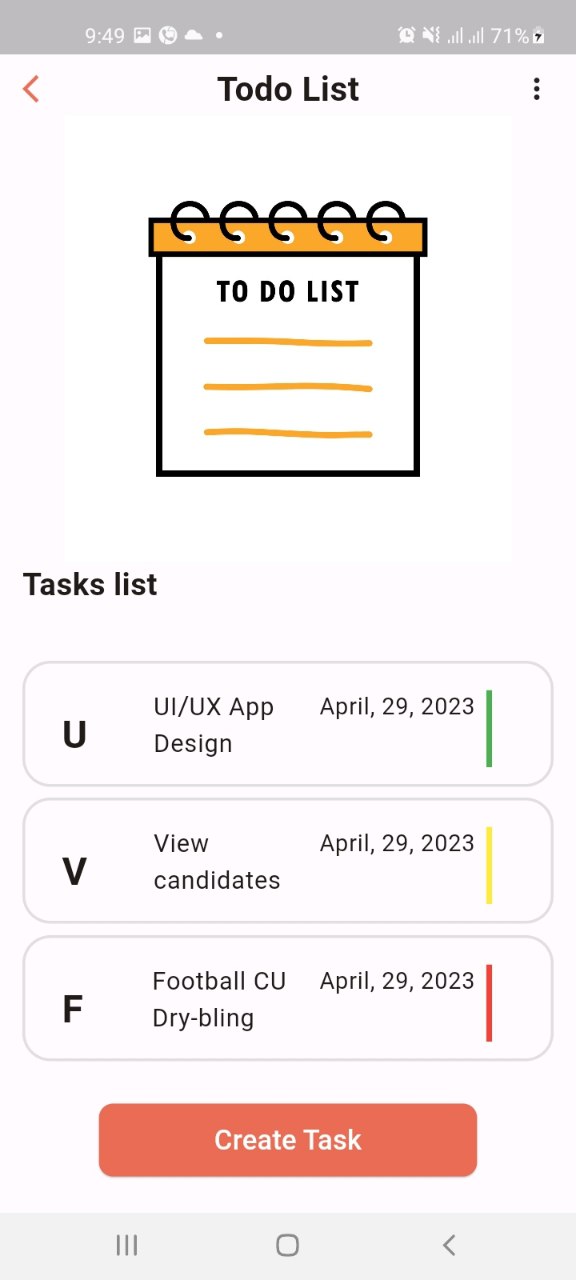 9:49 71%
Todo List
TO DO LIST
Tasks list
U
UI/UX App
Design
April, 29, 2023
V
View
candidates
April, 29, 2023
F
Football CU
Dry-bling
April, 29, 2023
Create Task